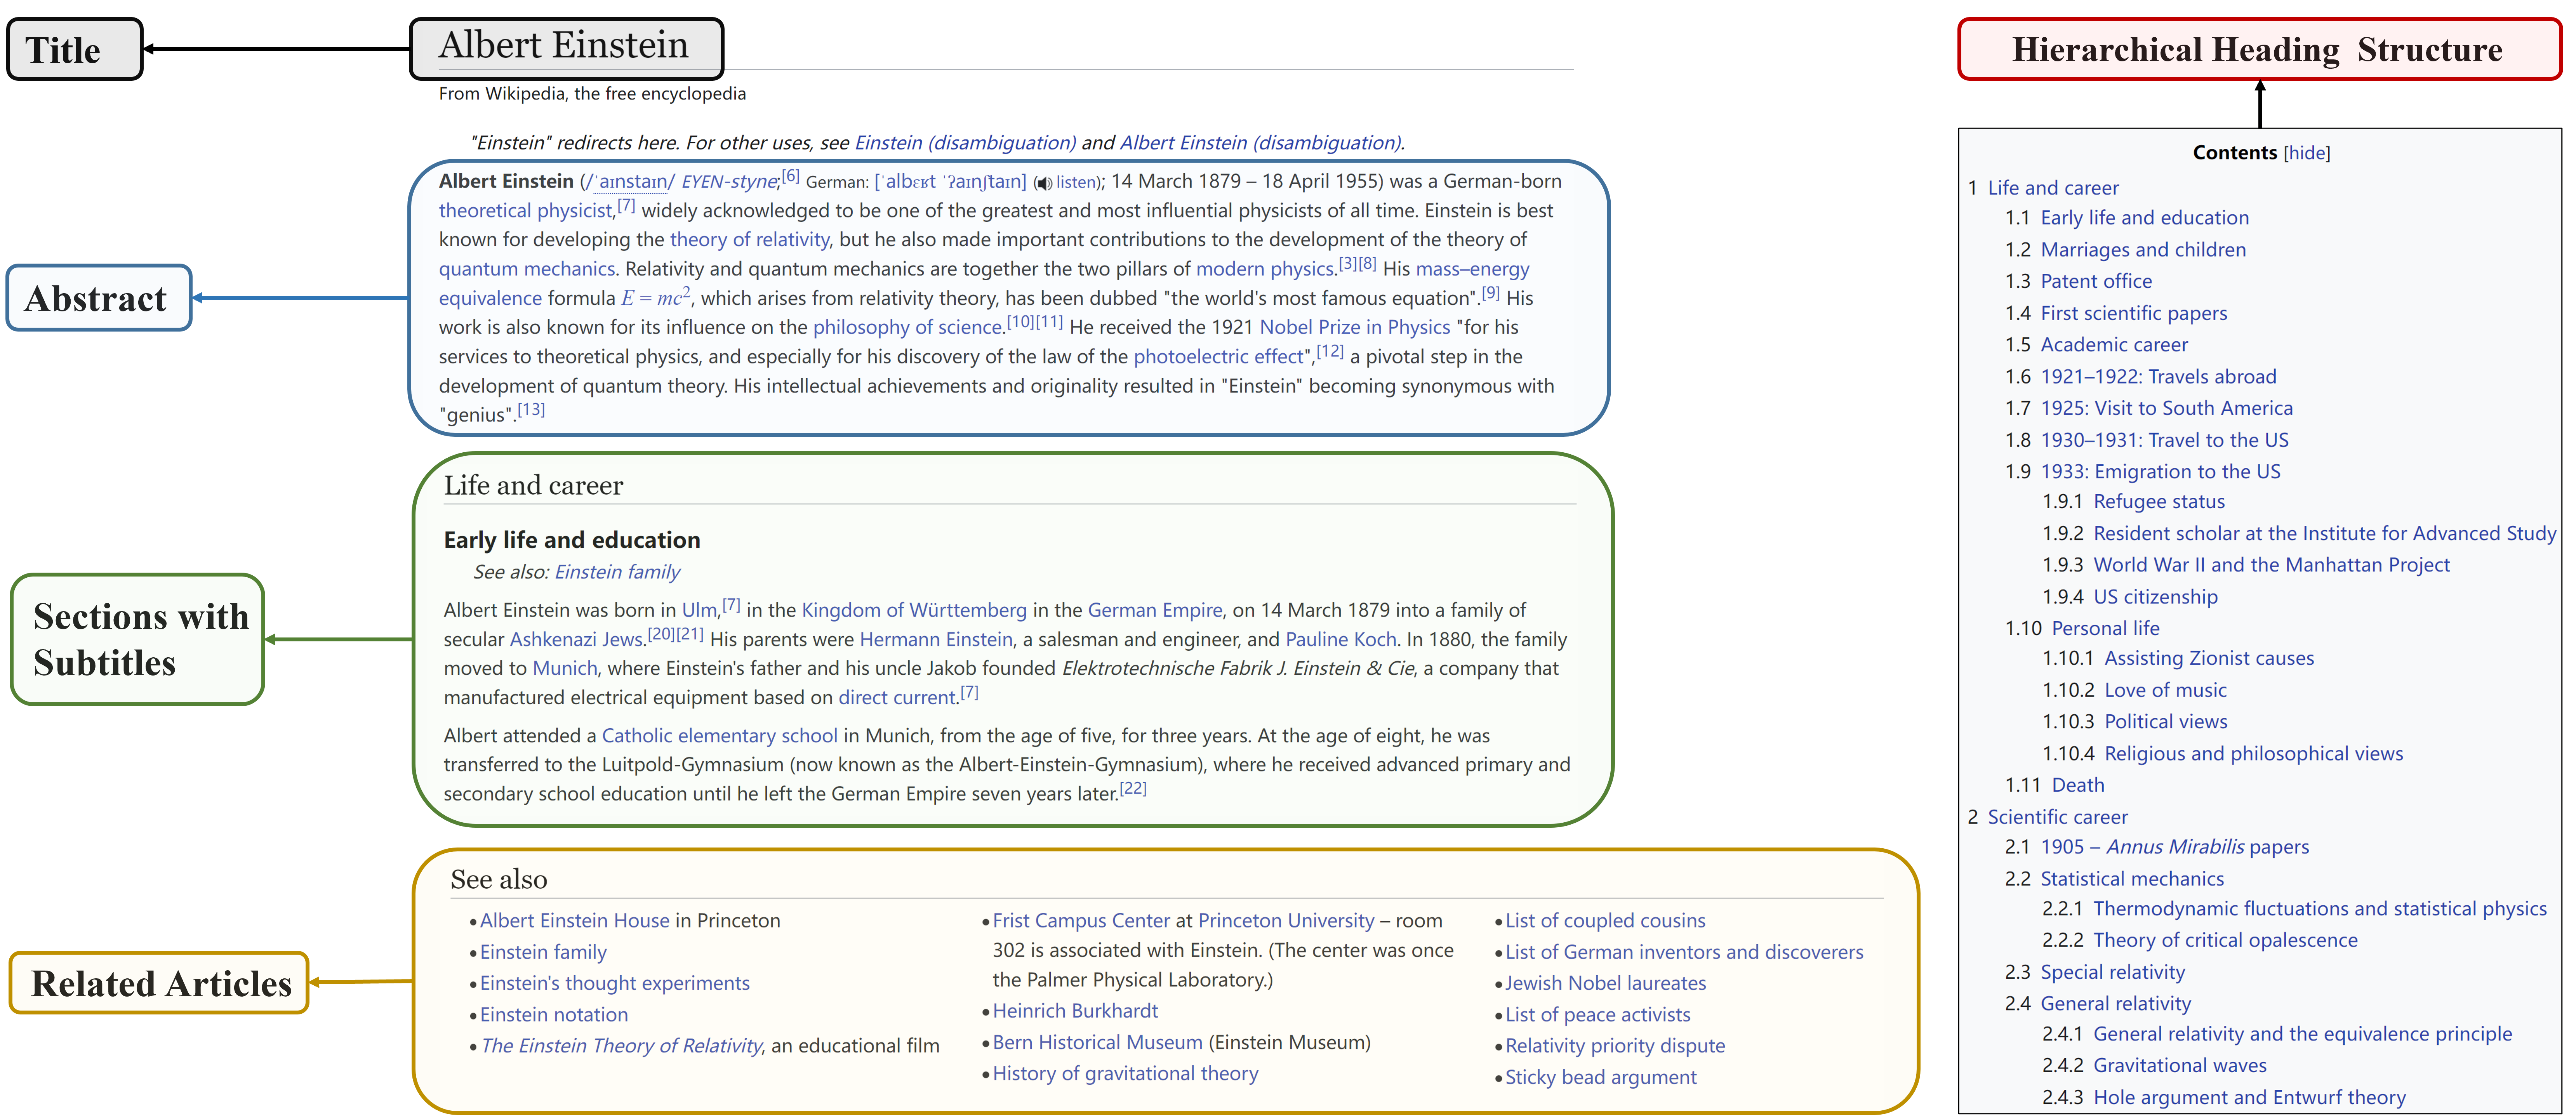 Title
Albert Einstein
From Wikipedia, the free encyclopedia
"Einstein" redirects here. For other uses, see Einstein (disambiguation) and Albert Einstein (disambiguation).
Abstract
Albert Einstein (/ˈaɪnstaɪn/ EYEN-styne;[6] German: [ˈalbɛʁt ˈʔaɪnʃtaɪn] (listen); 14 March 1879 – 18 April 1955) was a German-born
theoretical physicist,[7] widely acknowledged to be one of the greatest and most influential physicists of all time. Einstein is best
known for developing the theory of relativity, but he also made important contributions to the development of the theory of
quantum mechanics. Relativity and quantum mechanics are together the two pillars of modern physics.[3][8] His mass–energy
equivalence formula E = mc², which arises from relativity theory, has been dubbed "the world's most famous equation".[9] His
work is also known for its influence on the philosophy of science.[10][11] He received the 1921 Nobel Prize in Physics "for his
services to theoretical physics, and especially for his discovery of the law of the photoelectric effect",[12] a pivotal step in the
development of quantum theory. His intellectual achievements and originality resulted in "Einstein" becoming synonymous with
"genius".[13]
Sections with
Subtitles
Life and career
Early life and education
See also: Einstein family
Albert Einstein was born in Ulm,[7] in the Kingdom of Württemberg in the German Empire, on 14 March 1879 into a family of
secular Ashkenazi Jews.[20][21] His parents were Hermann Einstein, a salesman and engineer, and Pauline Koch. In 1880, the family
moved to Munich, where Einstein's father and his uncle Jakob founded Elektrotechnische Fabrik J. Einstein & Cie, a company that
manufactured electrical equipment based on direct current.[7]
Albert attended a Catholic elementary school in Munich, from the age of five, for three years. At the age of eight, he was
transferred to the Luitpold-Gymnasium (now known as the Albert-Einstein-Gymnasium), where he received advanced primary and
secondary school education until he left the German Empire seven years later.[22]
Related Articles
See also
• Albert Einstein House in Princeton
• Einstein family
• Einstein's thought experiments
• Einstein notation
• The Einstein Theory of Relativity, an educational film
• Frist Campus Center at Princeton University – room
302 is associated with Einstein. (The center was once
the Palmer Physical Laboratory.)
• Heinrich Burkhardt
• Bern Historical Museum (Einstein Museum)
• History of gravitational theory
• List of coupled cousins
• List of German inventors and discoverers
• Jewish Nobel laureates
• List of peace activists
• Relativity priority dispute
• Sticky bead argument
Hierarchical Heading Structure
Contents [hide]
1 Life and career
1.1 Early life and education
1.2 Marriages and children
1.3 Patent office
1.4 First scientific papers
1.5 Academic career
1.6 1921–1922: Travels abroad
1.7 1925: Visit to South America
1.8 1930–1931: Travel to the US
1.9 1933: Emigration to the US
1.9.1 Refugee status
1.9.2 Resident scholar at the Institute for Advanced Study
1.9.3 World War II and the Manhattan Project
1.9.4 US citizenship
1.10 Personal life
1.10.1 Assisting Zionist causes
1.10.2 Love of music
1.10.3 Political views
1.10.4 Religious and philosophical views
1.11 Death
2 Scientific career
2.1 1905 – Annus Mirabilis papers
2.2 Statistical mechanics
2.2.1 Thermodynamic fluctuations and statistical physics
2.2.2 Theory of critical opalescence
2.3 Special relativity
2.4 General relativity
2.4.1 General relativity and the equivalence principle
2.4.2 Gravitational waves
2.4.3 Hole argument and Entwurf theory